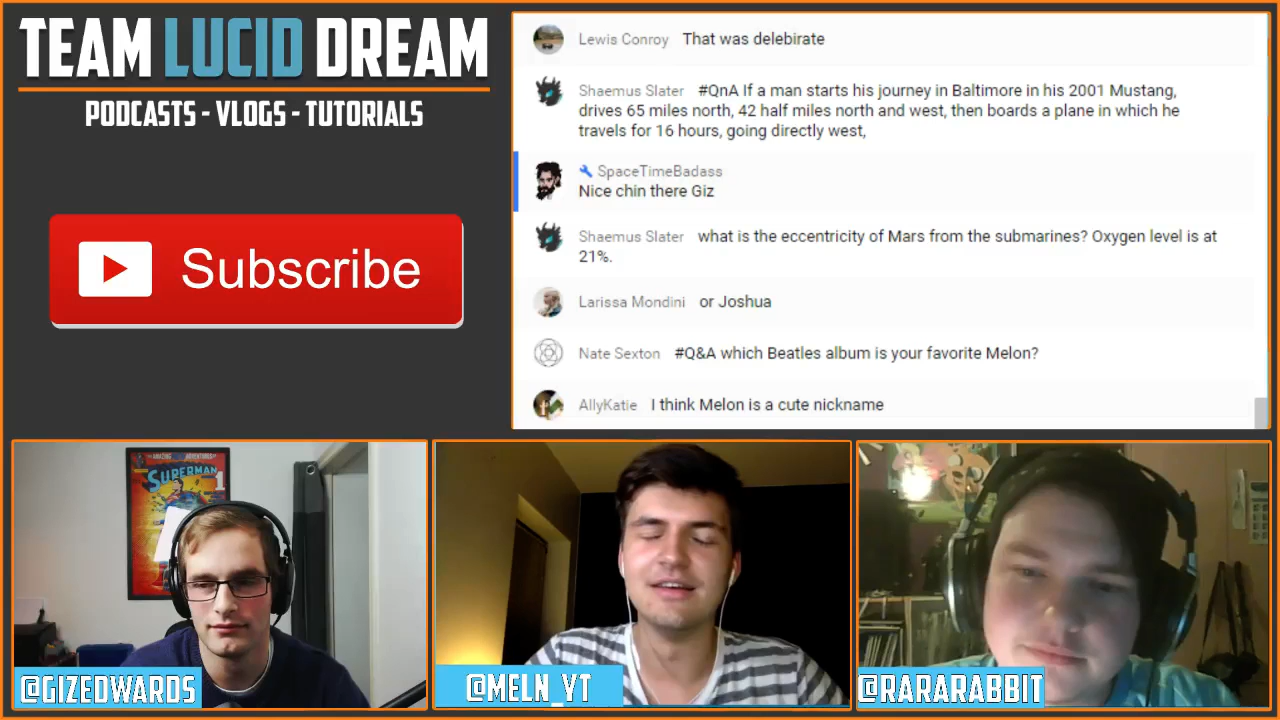 TEAM LUCID DREAM
PODCASTS - VLOGS - TUTORIALS
Subscribe
Lewis Conroy That was delebirate
Shaemus Slater #QnA If a man starts his journey in Baltimore in his 2001 Mustang,
drives 65 miles north, 42 half miles north and west, then boards a plane in which he
travels for 16 hours, going directly west,
SpaceTimeBadass
Nice chin there Giz
Shaemus Slater what is the eccentricity of Mars from the submarines? Oxygen level is at
21%.
Larissa Mondini or Joshua
Nate Sexton #Q&A which Beatles album is your favorite Melon?
AllyKatie I think Melon is a cute nickname
SUPERMAN
1
@GIZEDWARDS
@MELN_YT
@RARARABBIT